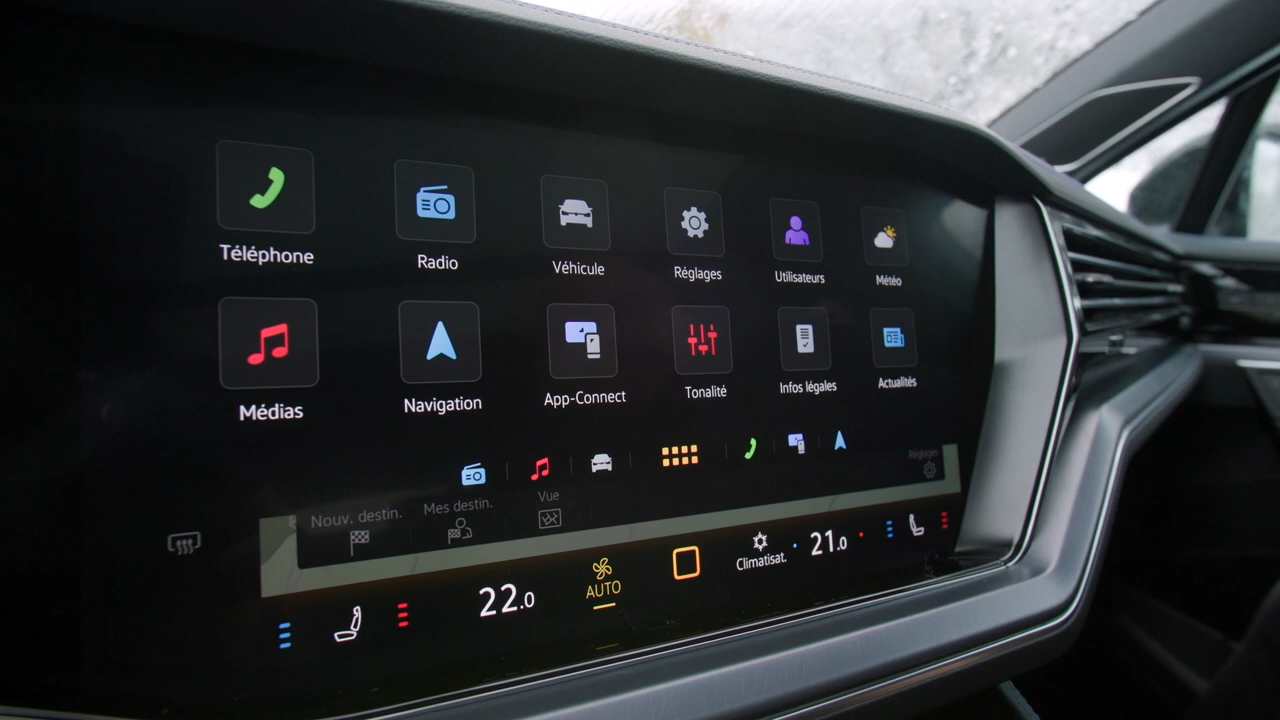 Téléphone
Radio
Véhicule
Réglages
Utilisateurs
Météo
Médias
Navigation
App-Connect
Tonalité
Infos légales
Actualités
Nouv. destin.
Mes destin.
Vue
Réglages
22.0
AUTO
Climatisat.
21.0